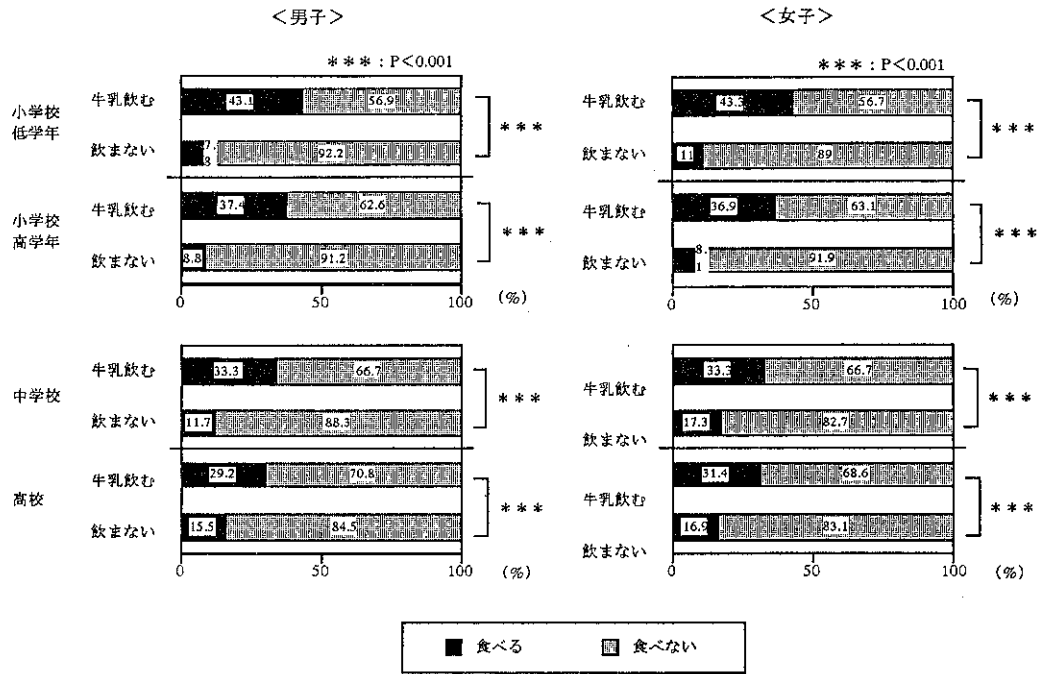 <男子>
<女子>
***:P<0.001
***:P<0.001
小学校
低学年
牛乳飲む
43.1
56.9
飲まない
7.
8
92.2
***
牛乳飲む
43.3
56.7
飲まない
11
89
***
小学校
高学年
牛乳飲む
37.4
62.6
飲まない
8.8
91.2
***
牛乳飲む
36.9
63.1
飲まない
8.
1
91.9
***
0
50
100
(%)
0
50
100
(%)
中学校
牛乳飲む
33.3
66.7
飲まない
11.7
88.3
***
牛乳飲む
33.3
66.7
飲まない
17.3
82.7
***
高校
牛乳飲む
29.2
70.8
飲まない
15.5
84.5
***
牛乳飲む
31.4
68.6
飲まない
16.9
83.1
***
0
50
100
(%)
0
50
100
(%)
食べる
食べない